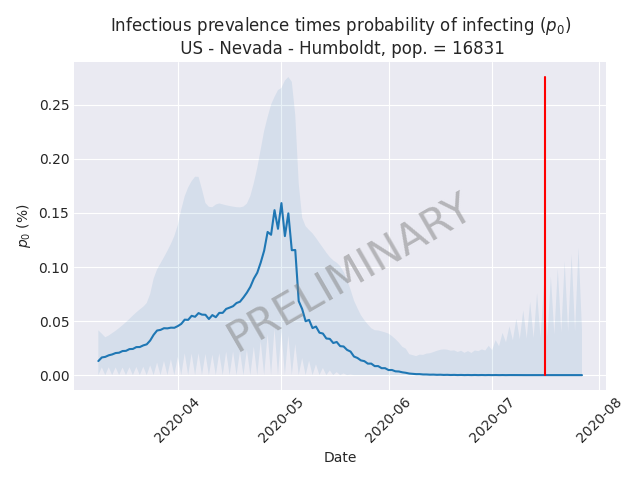 Infectious prevalence times probability of infecting (p0)
US - Nevada - Humboldt, pop. = 16831
p0 (%)
0.25
0.20
0.15
0.10
0.05
0.00
PRELIMINARY
2020-04
2020-05
2020-06
2020-07
2020-08
Date